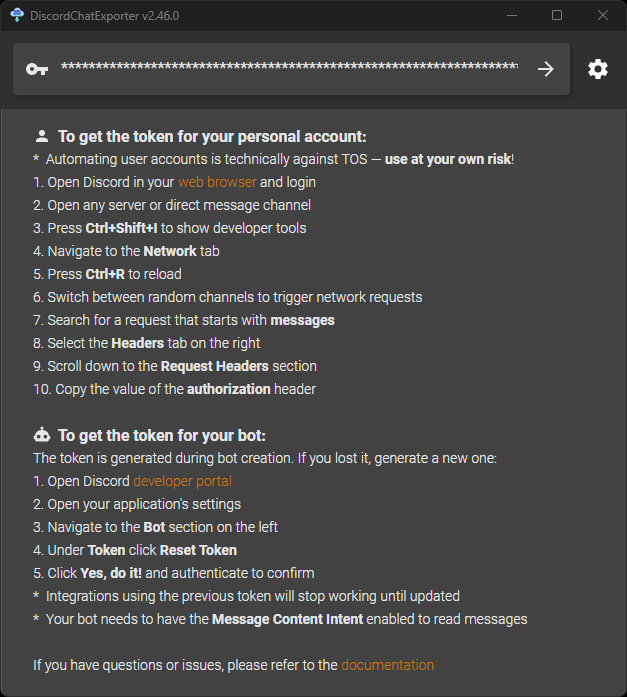 DiscordChatExporter v2.46.0
******************************************************************
To get the token for your personal account:
* Automating user accounts is technically against TOS — use at your own risk!
1. Open Discord in your web browser and login
2. Open any server or direct message channel
3. Press Ctrl+Shift+I to show developer tools
4. Navigate to the Network tab
5. Press Ctrl+R to reload
6. Switch between random channels to trigger network requests
7. Search for a request that starts with messages
8. Select the Headers tab on the right
9. Scroll down to the Request Headers section
10. Copy the value of the authorization header
To get the token for your bot:
The token is generated during bot creation. If you lost it, generate a new one:
1. Open Discord developer portal
2. Open your application's settings
3. Navigate to the Bot section on the left
4. Under Token click Reset Token
5. Click Yes, do it! and authenticate to confirm
* Integrations using the previous token will stop working until updated
* Your bot needs to have the Message Content Intent enabled to read messages
If you have questions or issues, please refer to the documentation